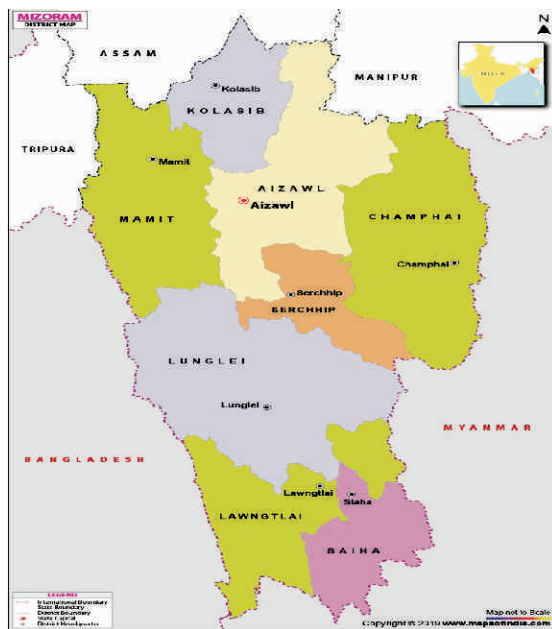 MIZORAM
DISTRICT MAP
N
ASSAM
MANIPUR
INDIA
TRIPURA
Kolasib
KOLASIB
Mamit
MAMIT
AIZAWL
Aizawl
CHAMPHAI
Champhai
Serchhip
SERCHHIP
LUNGLEI
Lunglei
MYANMAR
BANGLADESH
Lawngtlai
LAWNGTLAI
Siaha
SAIHA
LEGEND
International Boundary
State Boundary
District Boundary
State Capital
District Headquarter
Map not to Scale
Copyright © 2019 www.mapsofindia.com